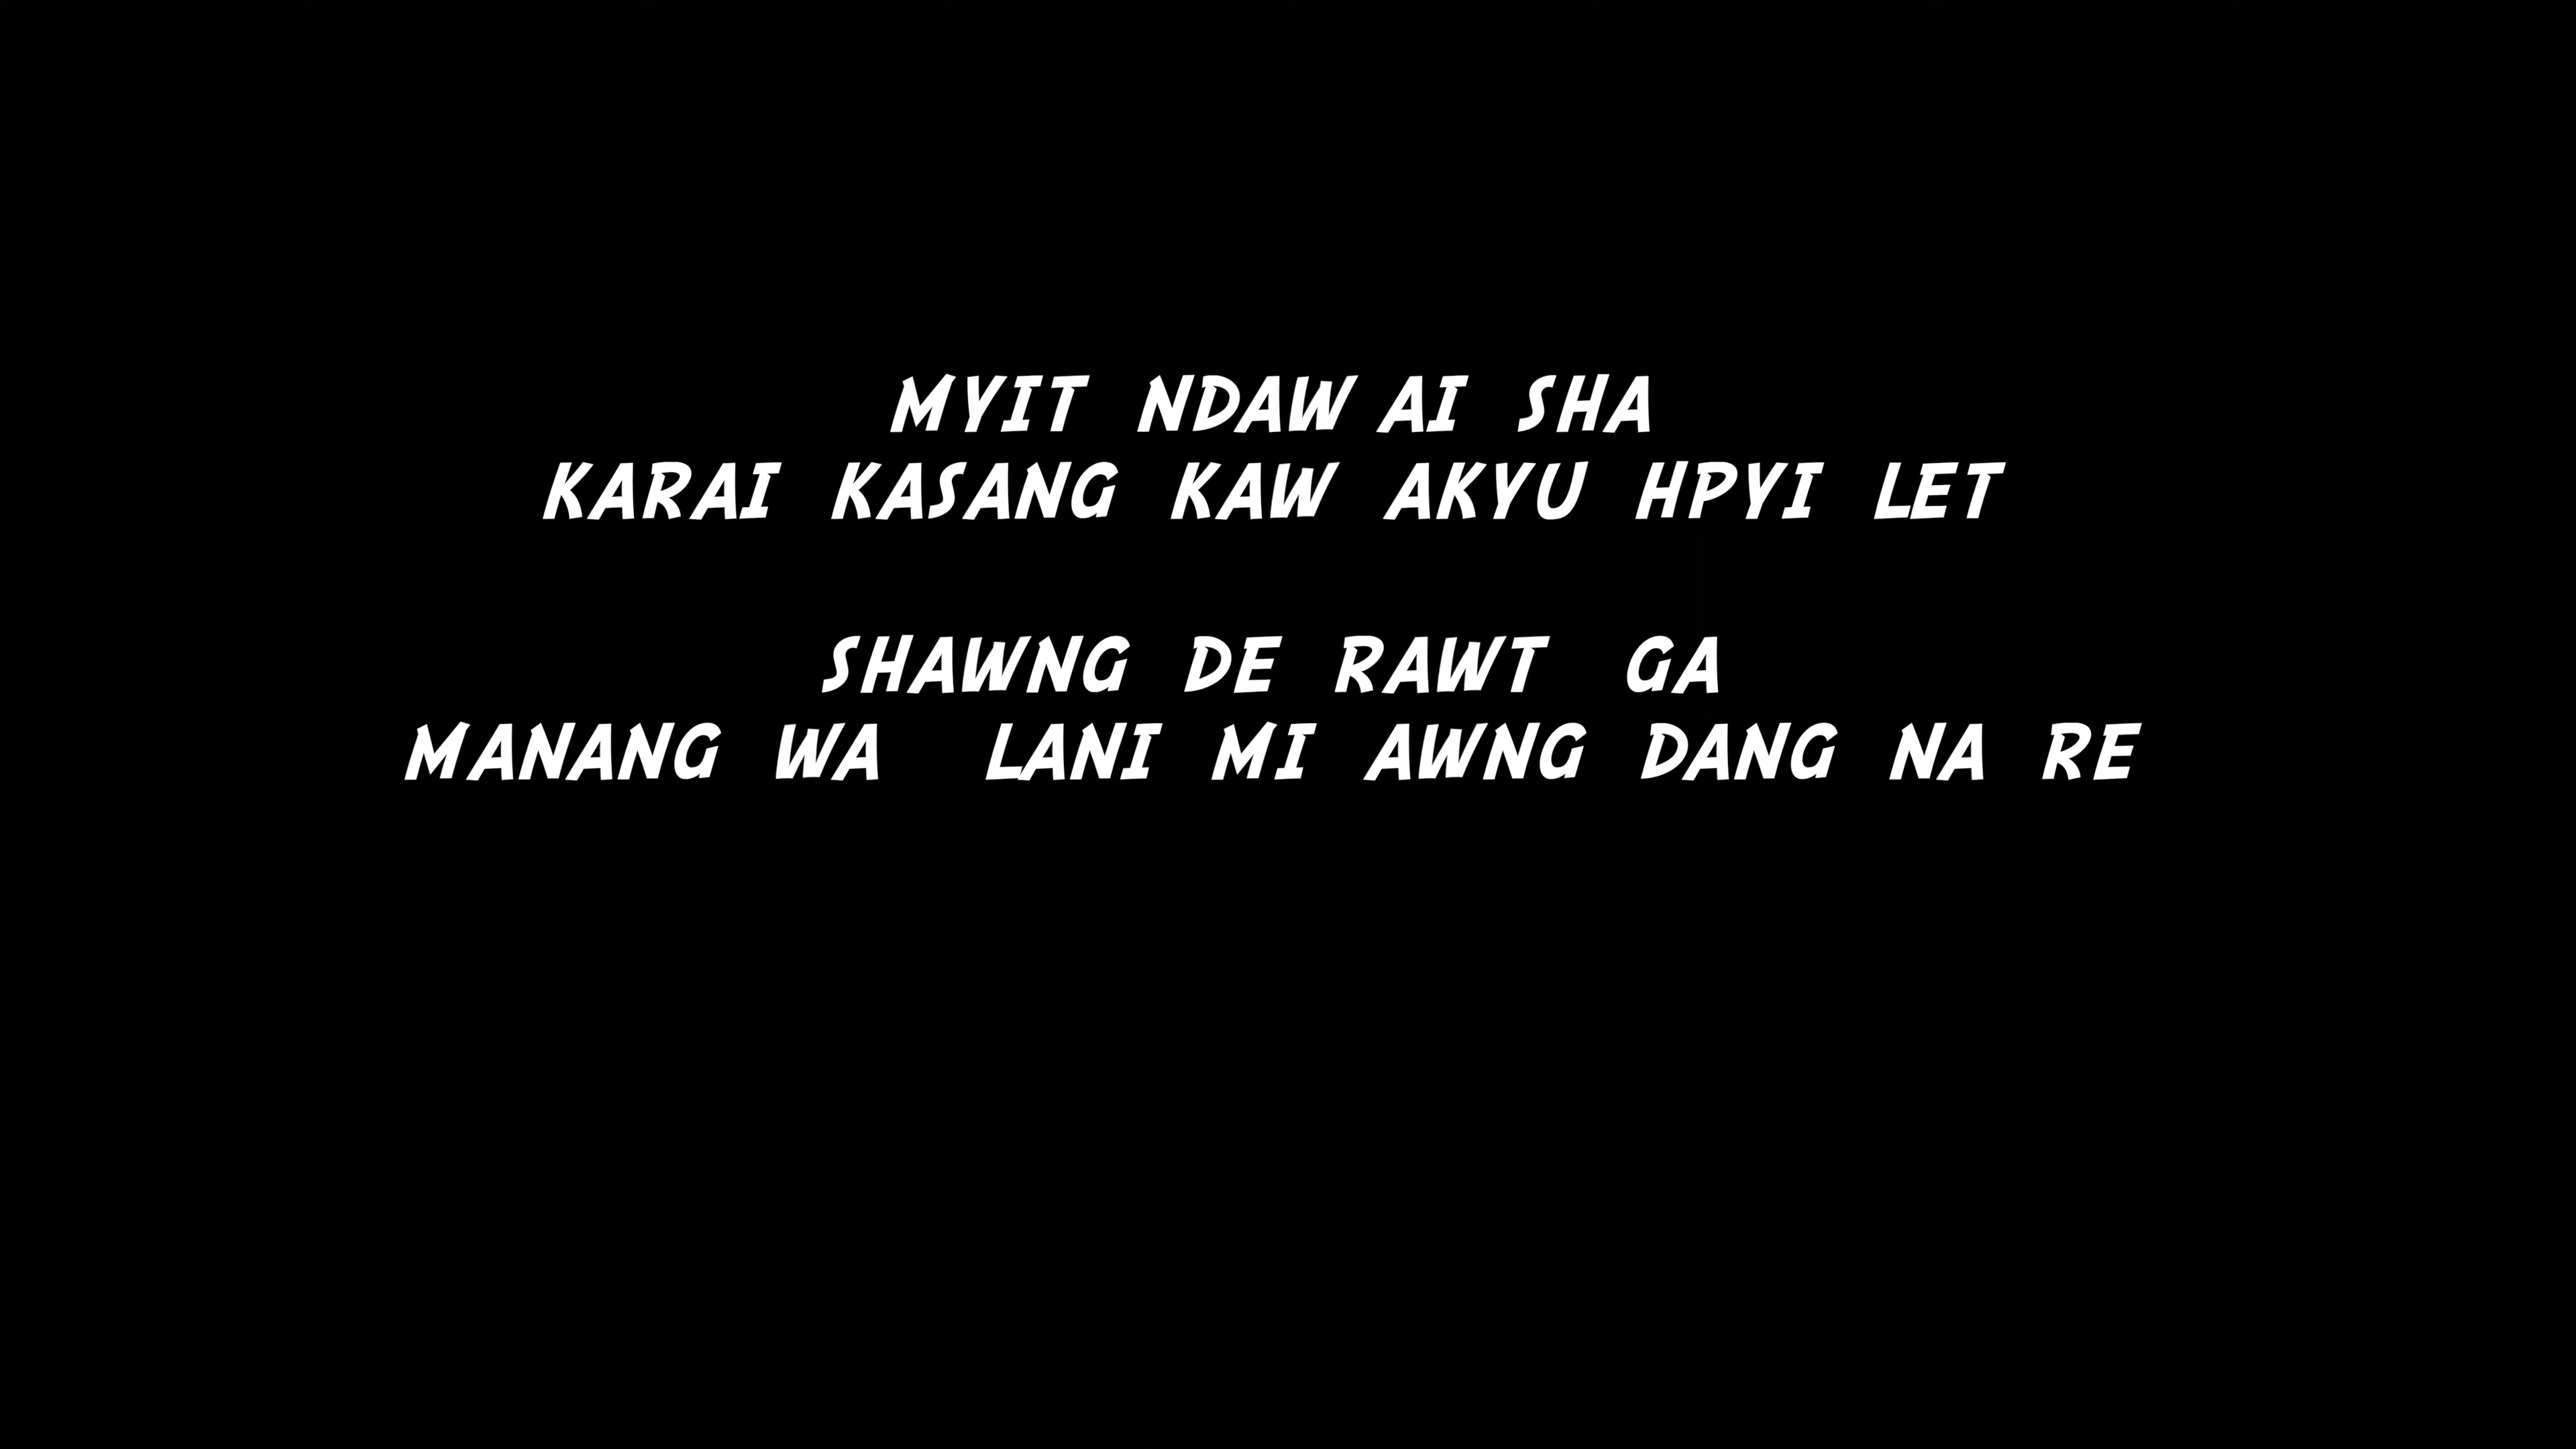 MYIT NDAW AI SHA
KARAI KASANG KAW AKYU HPYI LET
SHAWNG DE RAWT GA
MANANG WA LANI MI AWNG DANG NA RE